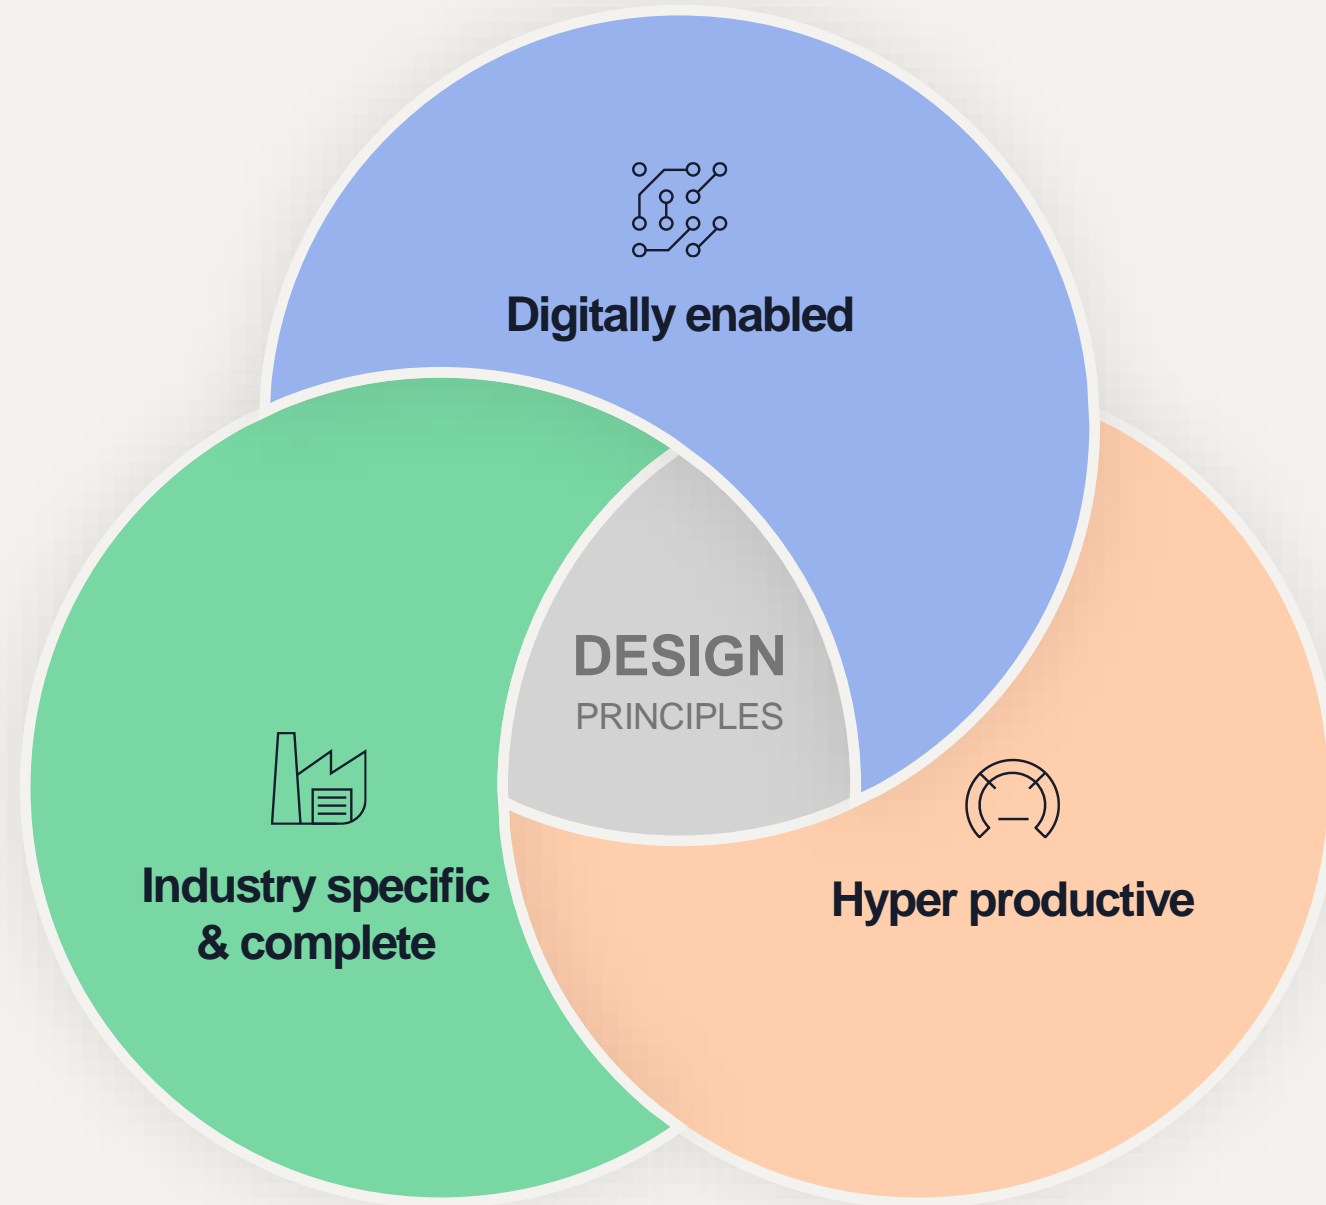 Digitally enabled
DESIGN
PRINCIPLES
Industry specific
& complete
Hyper productive